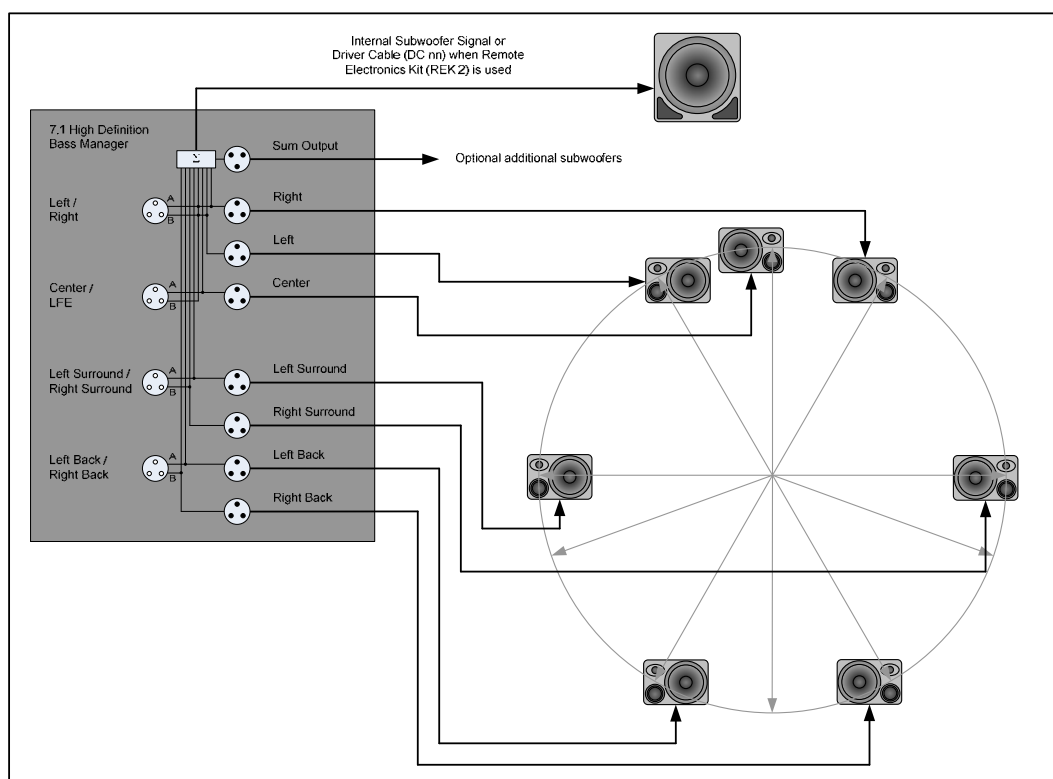 Internal Subwoofer Signal or
Driver Cable (DC nn) when Remote
Electronics Kit (REK 2) is used
7.1 High Definition
Bass Manager
Σ
Sum Output
Optional additional subwoofers
Left /
Right
A
B
Right
Left
Center /
LFE
A
B
Center
Left Surround /
Right Surround
A
B
Left Surround
Right Surround
Left Back /
Right Back
A
B
Left Back
Right Back